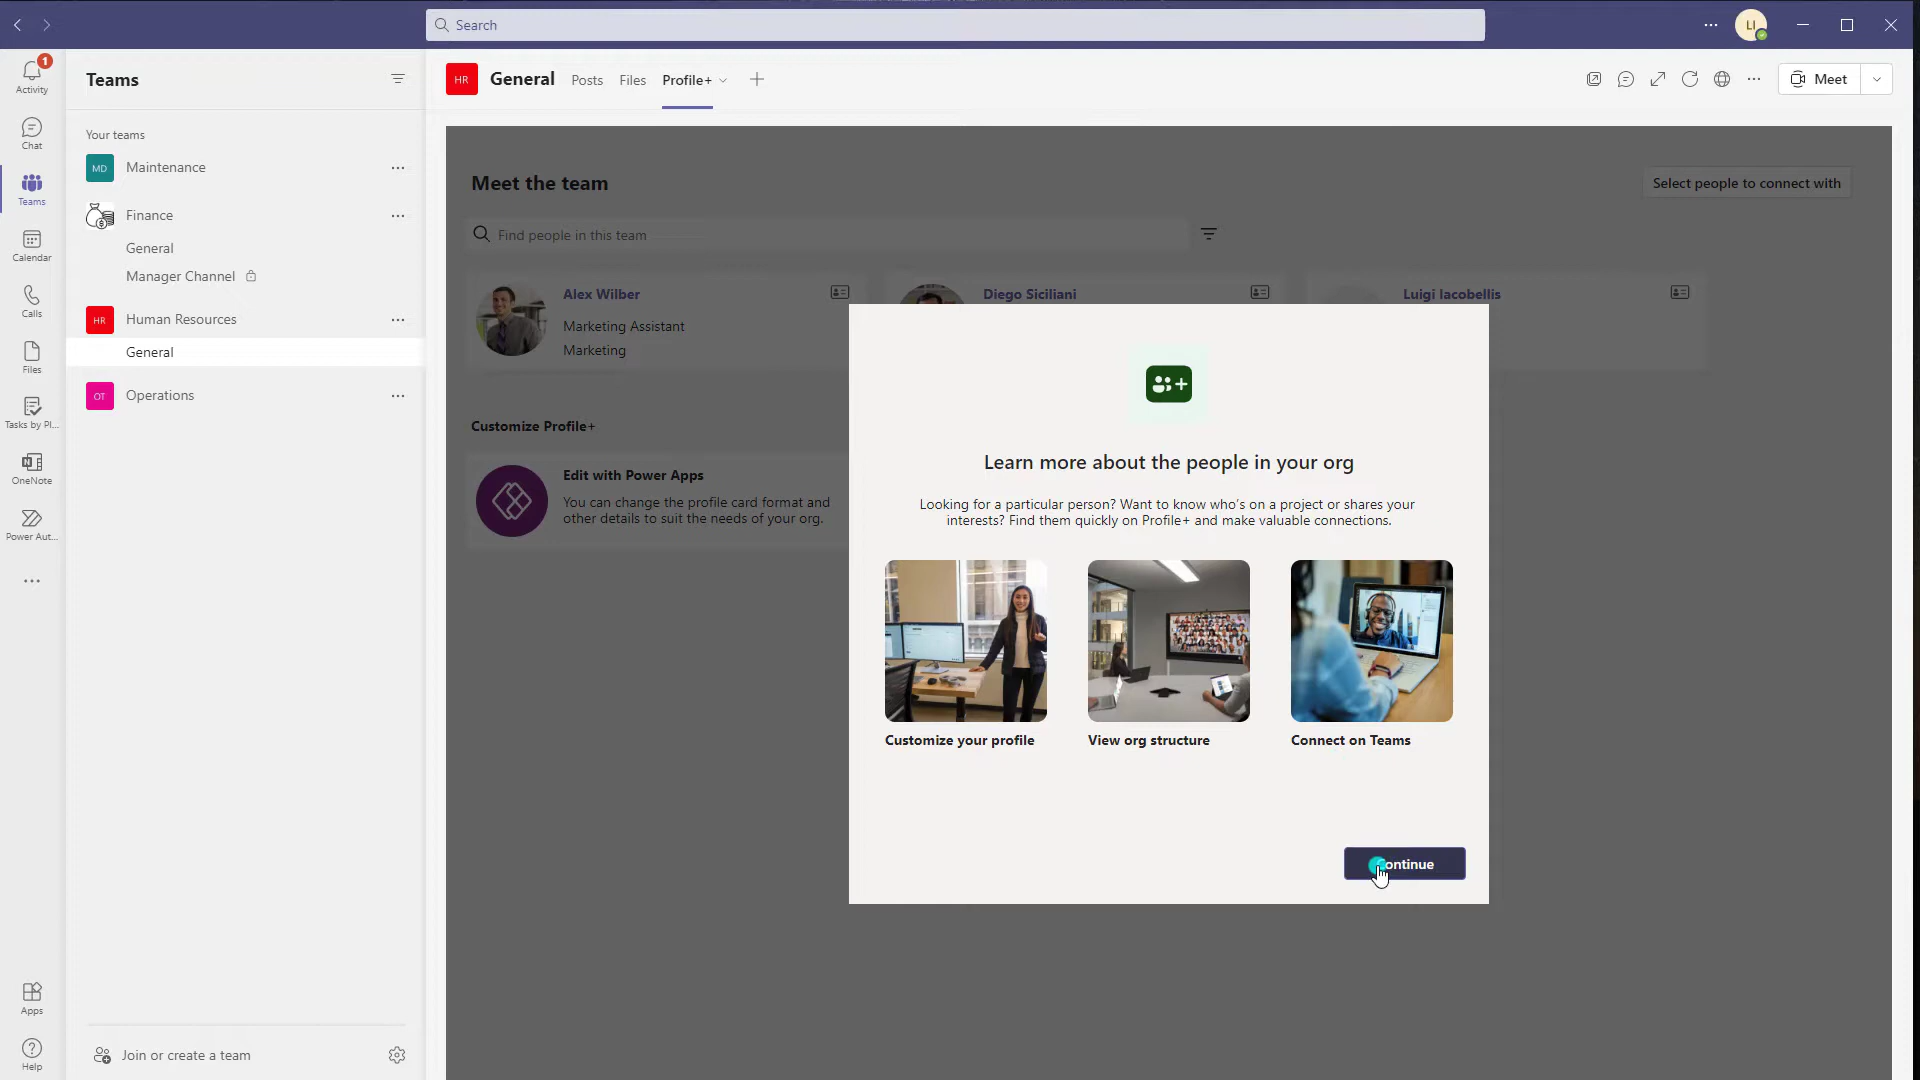 Search
LI
1
Activity
Chat
Teams
Calendar
Calls
Files
Tasks by Pl...
OneNote
Power Aut...
Apps
Help
Teams
Your teams
MD Maintenance
Finance
General
Manager Channel
HR Human Resources
General
OT Operations
Join or create a team
HR General Posts Files Profile+
Meet
Meet the team
Select people to connect with
Find people in this team
Alex Wilber
Marketing Assistant
Marketing
Diego Siciliani
Luigi Iacobellis
Customize Profile+
Edit with Power Apps
You can change the profile card format and
other details to suit the needs of your org.
Learn more about the people in your org
Looking for a particular person? Want to know who's on a project or shares your
interests? Find them quickly on Profile+ and make valuable connections.
Customize your profile
View org structure
Connect on Teams
Continue